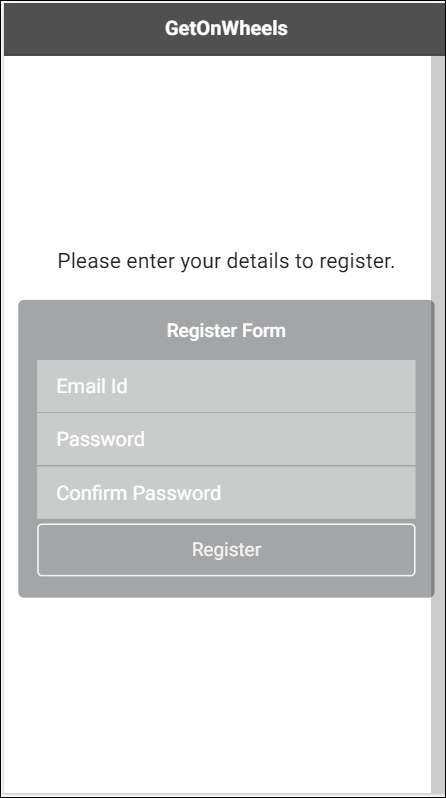 GetOnWheels
Please enter your details to register.
Register Form
Email Id
Password
Confirm Password
Register